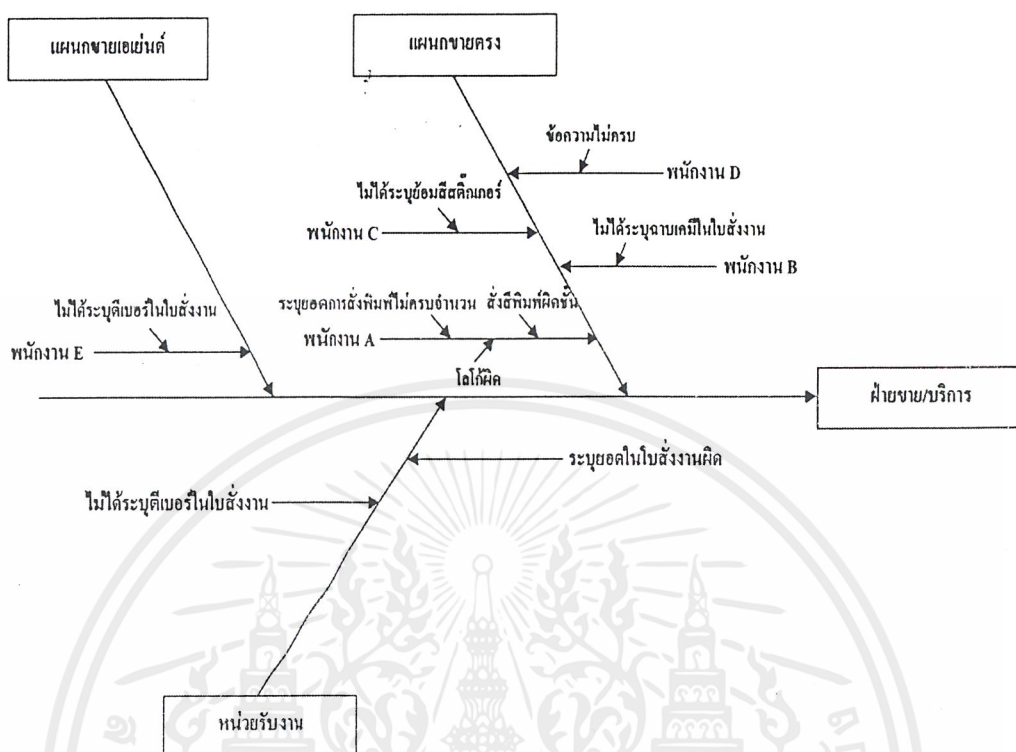 แผนกขายเอเย่นต์
แผนกขายตรง
ข้อความไม่ครบ
พนักงาน D
ไม่ได้ระบุย้อมสีสติ๊กเกอร์
พนักงาน C
ไม่ได้ระบุฉาบเคมีในใบสั่งงาน
พนักงาน B
ระบุยอดการสั่งพิมพ์ไม่ครบจำนวน สั่งสีพิมพ์ผิดชั้น
ไม่ได้ระบุตีเบอร์ในใบสั่งงาน
พนักงาน A
พนักงาน E
โลโก้ผิด
ฝ่ายขาย/บริการ
ระบุยอดในใบสั่งงานผิด
ไม่ได้ระบุตีเบอร์ในใบสั่งงาน
หน่วยรับงาน